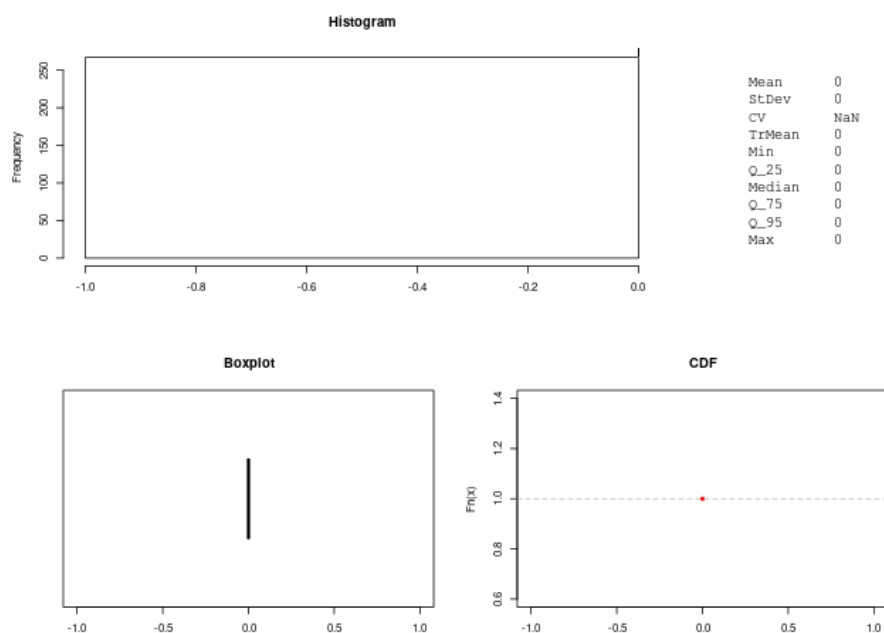 Histogram
Frequency
250
200
150
100
50
0
-1.0 -0.8 -0.6 -0.4 -0.2 0.0
Mean 0
StDev 0
CV NaN
TrMean 0
Min 0
Q_25 0
Median 0
Q_75 0
Q_95 0
Max 0
Boxplot
-1.0 -0.5 0.0 0.5 1.0
CDF
Fn(x)
1.4
1.2
1.0
0.8
0.6
-1.0 -0.5 0.0 0.5 1.0